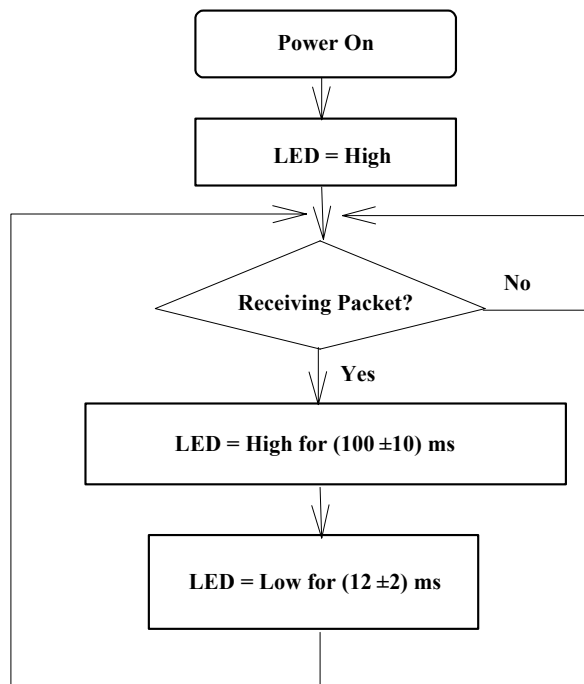 Power On
LED = High
Receiving Packet?
No
Yes
LED = High for (100 ±10) ms
LED = Low for (12 ±2) ms